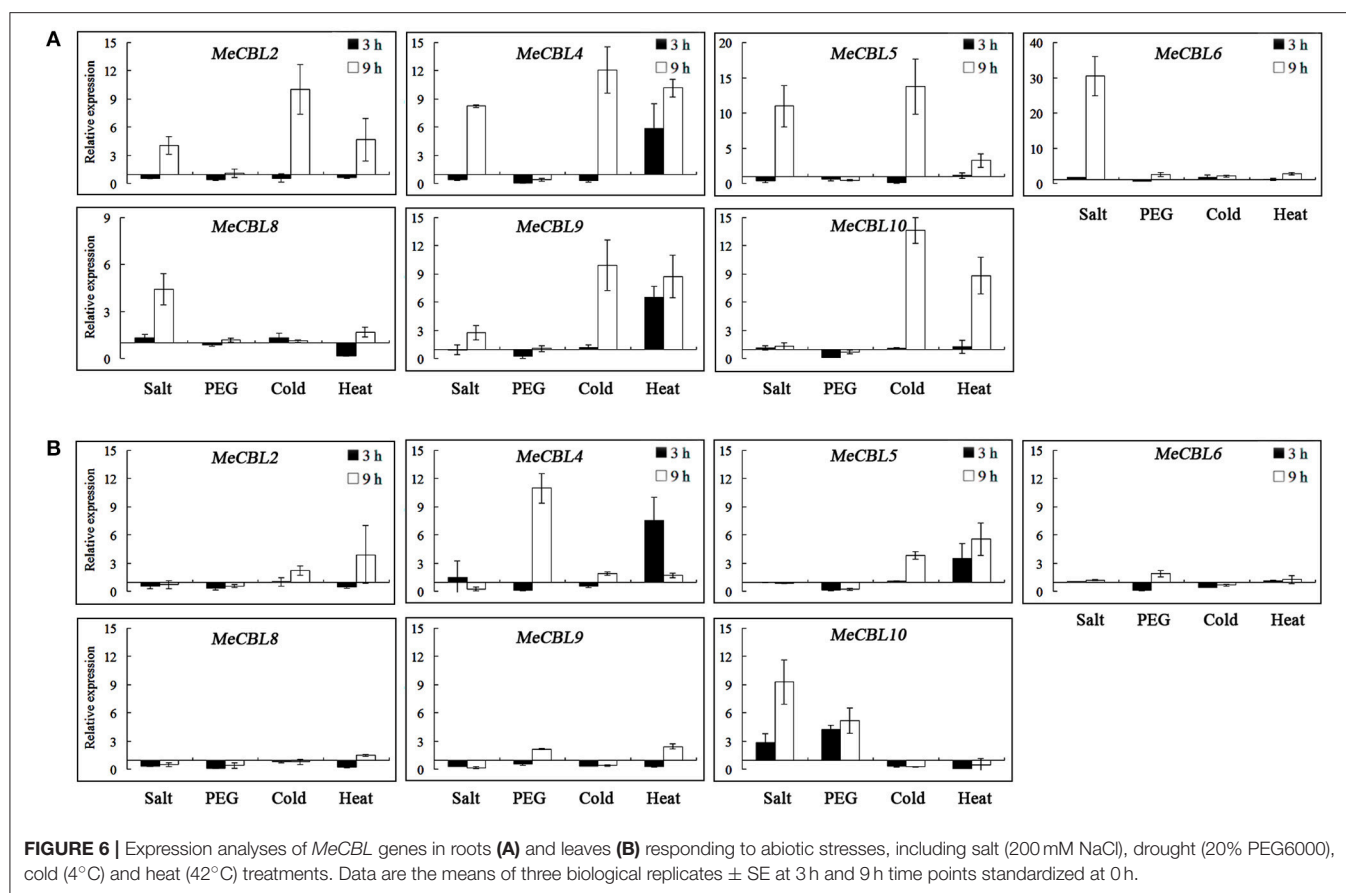 A
MeCBL2
3 h
9 h
Relative expression
15
12
9
6
3
0
MeCBL4
3 h
9 h
15
12
9
6
3
0
MeCBL5
3 h
9 h
20
15
10
5
0
MeCBL6
3 h
9 h
40
30
20
10
0
Salt PEG Cold Heat
MeCBL8
Relative expression
9
6
3
0
Salt PEG Cold Heat
MeCBL9
15
12
9
6
3
0
Salt PEG Cold Heat
MeCBL10
15
12
9
6
3
0
Salt PEG Cold Heat
B
MeCBL2
3 h
9 h
Relative expression
15
12
9
6
3
0
MeCBL4
3 h
9 h
15
12
9
6
3
0
MeCBL5
3 h
9 h
15
12
9
6
3
0
MeCBL6
3 h
9 h
15
12
9
6
3
0
Salt PEG Cold Heat
MeCBL8
Relative expression
15
12
9
6
3
0
Salt PEG Cold Heat
MeCBL9
15
12
9
6
3
0
Salt PEG Cold Heat
MeCBL10
15
12
9
6
3
0
Salt PEG Cold Heat
FIGURE 6 | Expression analyses of MeCBL genes in roots (A) and leaves (B) responding to abiotic stresses, including salt (200 mM NaCl), drought (20% PEG6000),
cold (4°C) and heat (42°C) treatments. Data are the means of three biological replicates ± SE at 3 h and 9 h time points standardized at 0 h.